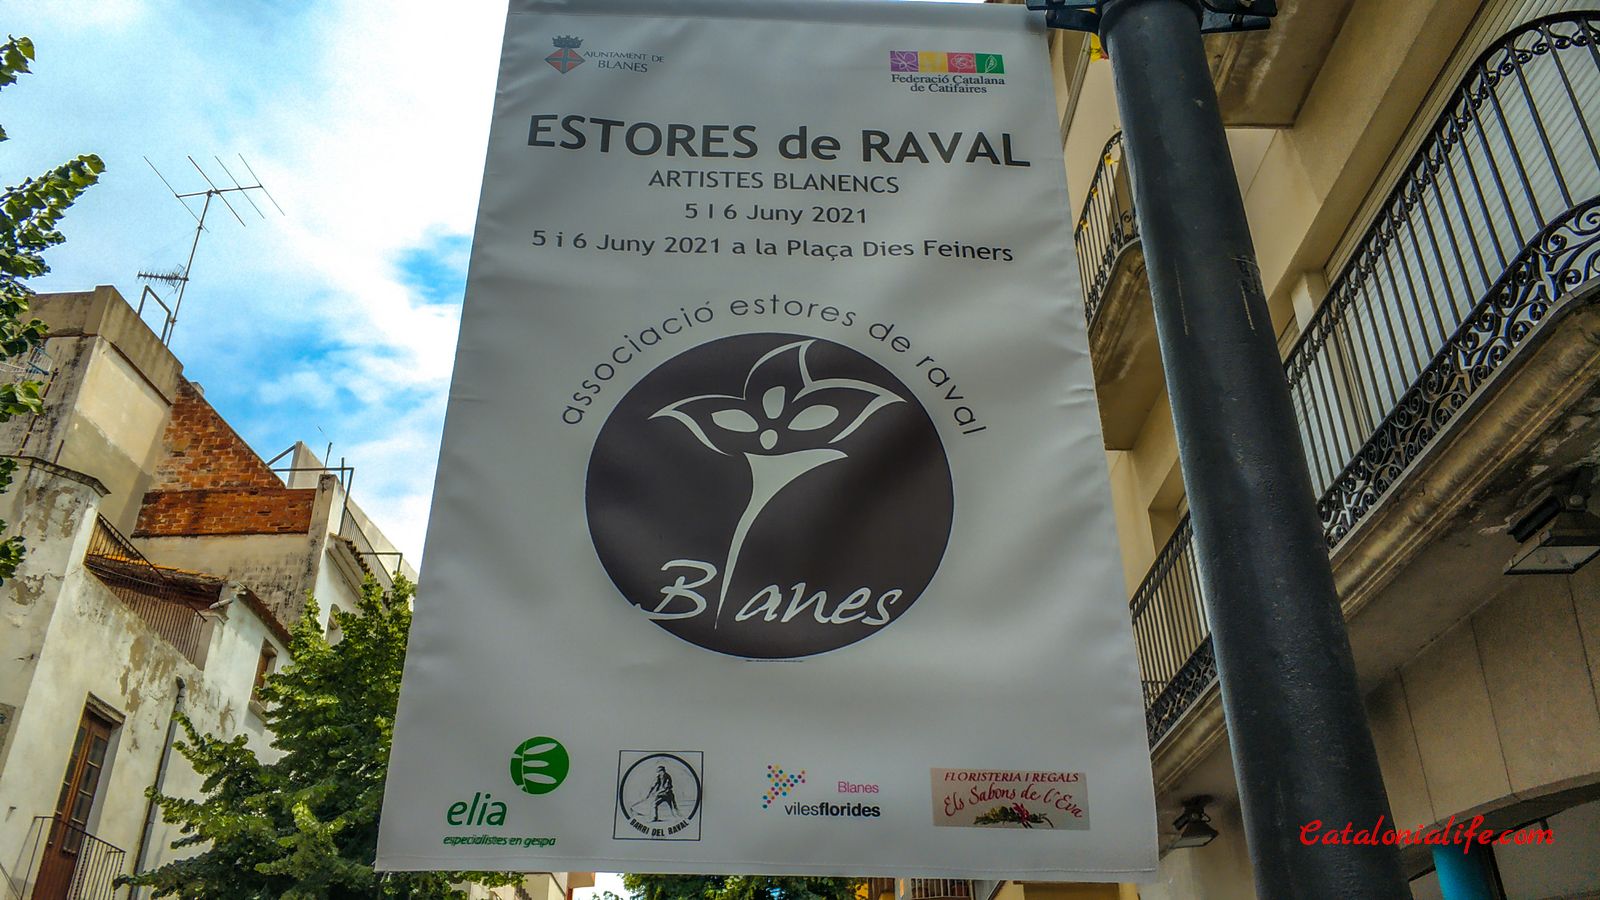 AJUNTAMENT DE
BLANES
Federació Catalana
de Catifaires
ESTORES de RAVAL
ARTISTES BLANENCS
5 I 6 Juny 2021
5 i 6 Juny 2021 a la Plaça Dies Feiners
associació estores de raval
Blanes
elia
especialistes en gespa
BARRI DEL RAVAL
Blanes
vilesflorides
FLORISTERIA I REGALS
Els Sabons de l'Eva
Catalonialife.com